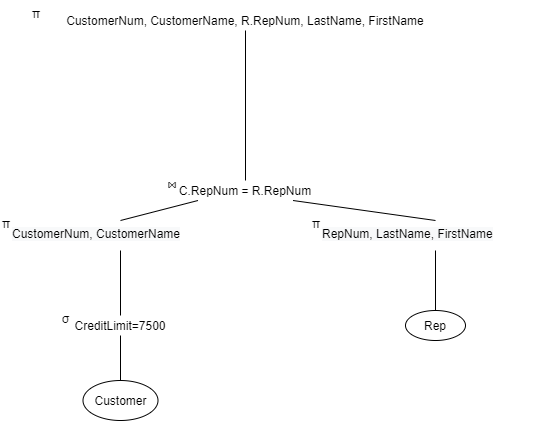 π CustomerNum, CustomerName, R.RepNum, LastName, FirstName
⋈ C.RepNum = R.RepNum
π CustomerNum, CustomerName
π RepNum, LastName, FirstName
σ CreditLimit=7500
Rep
Customer